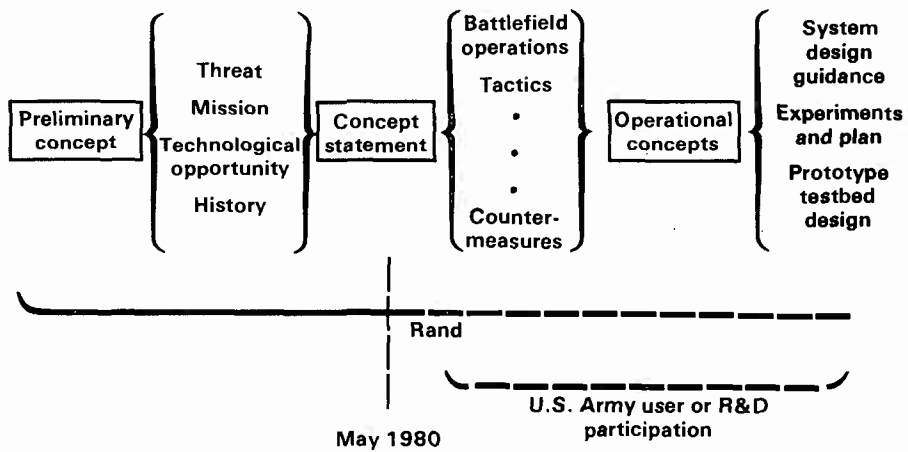 Preliminary
concept
Threat
Mission
Technological
opportunity
History
Concept
statement
Battlefield
operations
Tactics
•
•
•
Counter-
measures
Operational
concepts
System
design
guidance
Experiments
and plan
Prototype
testbed
design
Rand
U.S. Army user or R&D
participation
May 1980